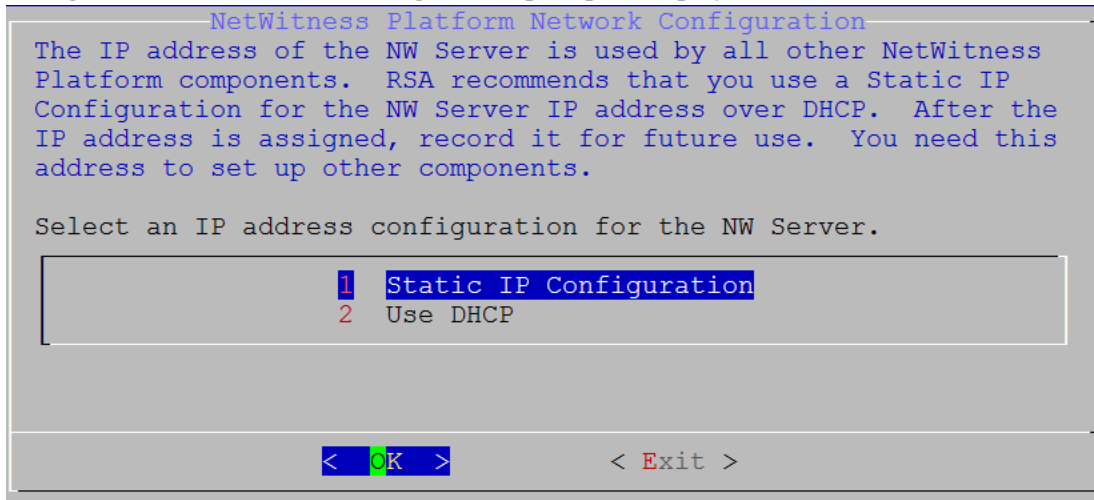 NetWitness Platform Network Configuration
The IP address of the NW Server is used by all other NetWitness
Platform components.  RSA recommends that you use a Static IP
Configuration for the NW Server IP address over DHCP.  After the
IP address is assigned, record it for future use.  You need this
address to set up other components.
Select an IP address configuration for the NW Server.
1  Static IP Configuration
2  Use DHCP
<  OK  >          < Exit >